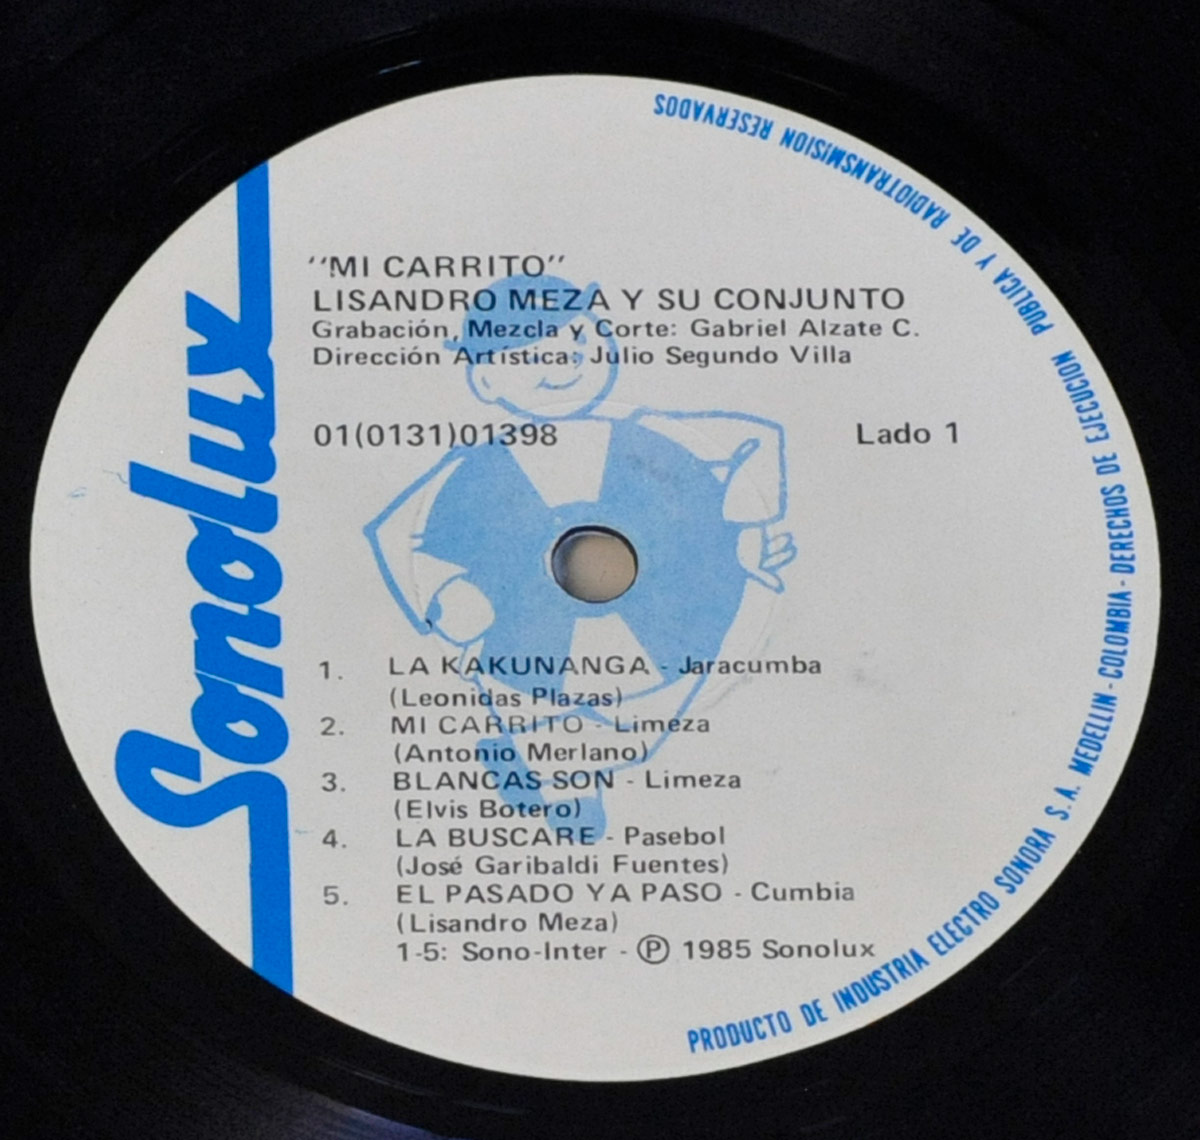 Sonolux
"MI CARRITO"
LISANDRO MEZA Y SU CONJUNTO
Grabación, Mezcla y Corte: Gabriel Alzate C.
Dirección Artística: Julio Segundo Villa
01(0131)01398 Lado 1
1. LA KAKUNANGA - Jaracumba
(Leonidas Plazas)
2. MI CARRITO - Limeza
(Antonio Merlano)
3. BLANCAS SON - Limeza
(Elvis Botero)
4. LA BUSCARE - Pasebol
(José Garibaldi Fuentes)
5. EL PASADO YA PASO - Cumbia
(Lisandro Meza)
1-5: Sono-Inter - Ⓟ 1985 Sonolux
PRODUCTO DE INDUSTRIA ELECTRO SONORA S.A. MEDELLIN - COLOMBIA - DERECHOS DE EJECUCION PUBLICA Y DE RADIOTRANSMISION RESERVADOS